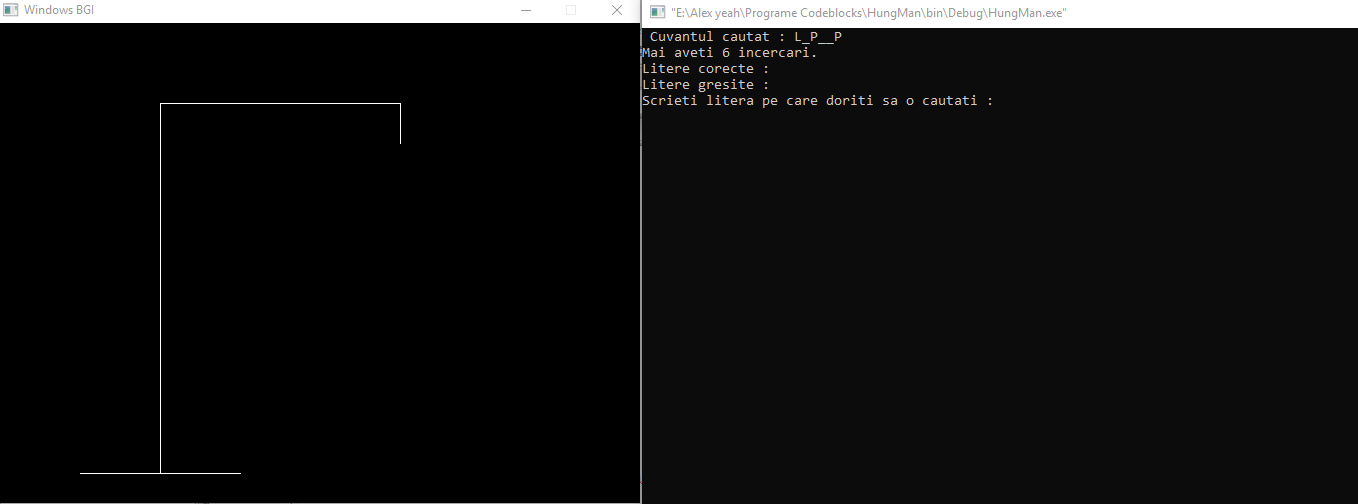 Windows BGI
"E:\Alex yeah\Programe Codeblocks\HungMan\bin\Debug\HungMan.exe"
Cuvantul cautat : L_P__P
Mai aveti 6 incercari.
Litere corecte :
Litere gresite :
Scrieti litera pe care doriti sa o cautati :